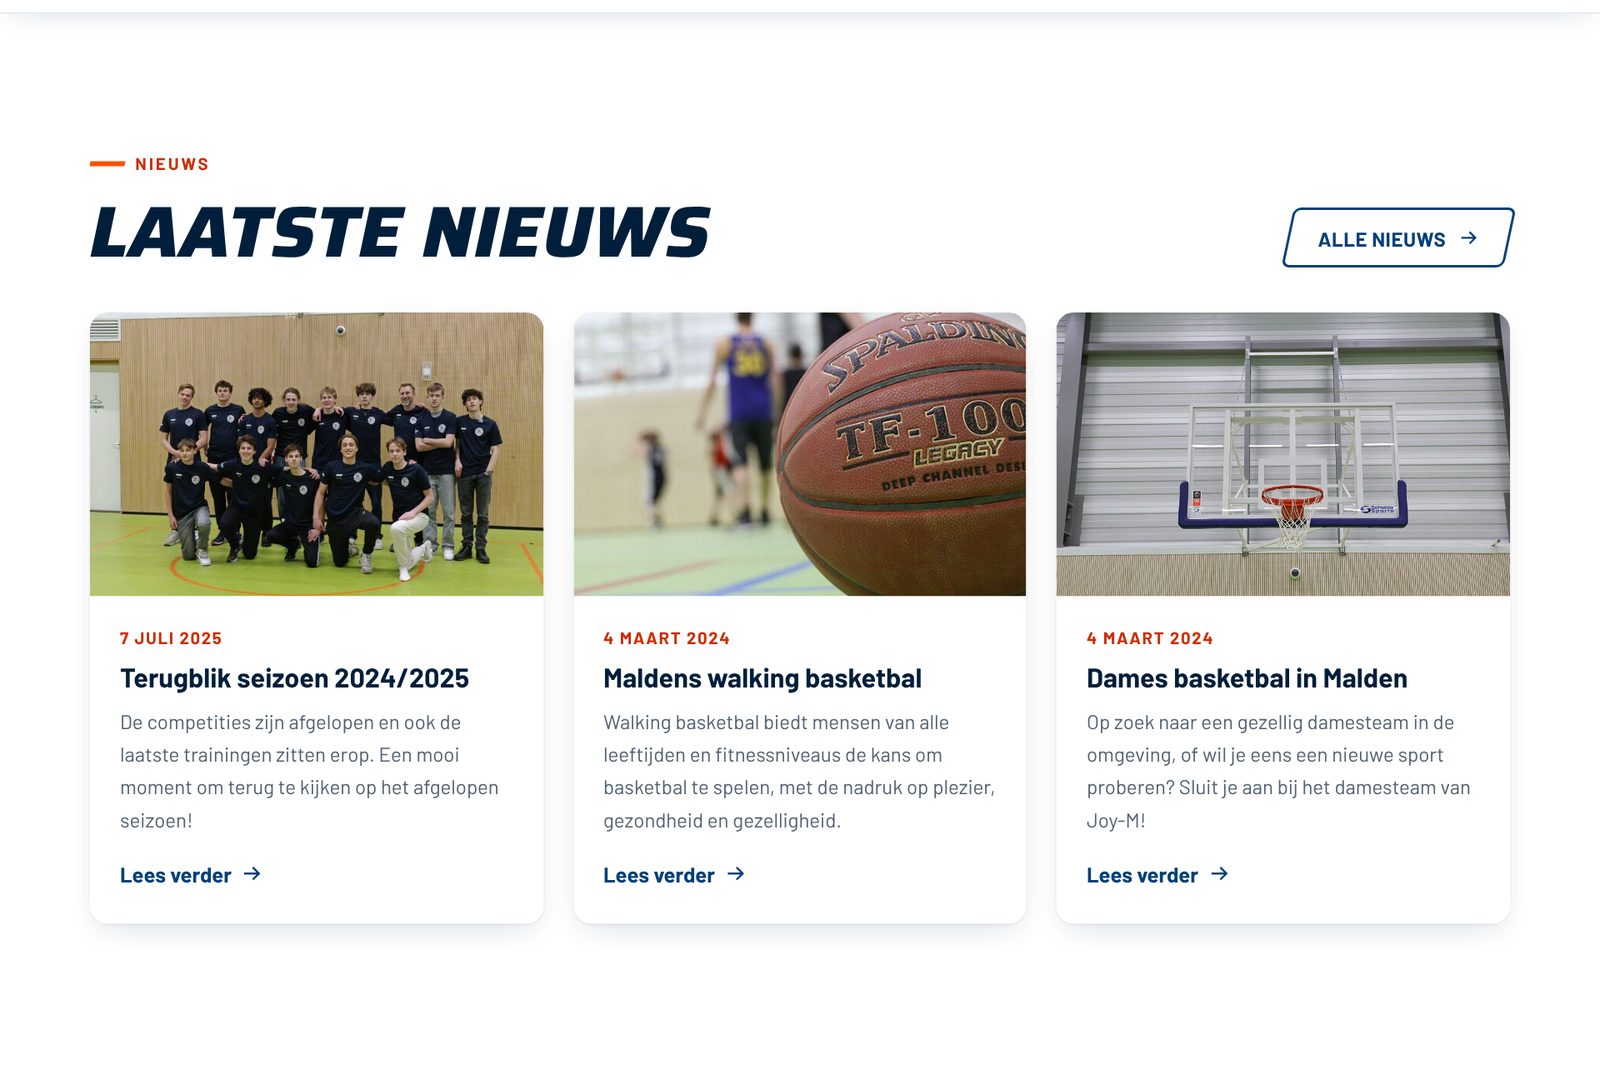 NIEUWS
LAATSTE NIEUWS
ALLE NIEUWS
SPALDING
TF-100
LEGACY
DEEP CHANNEL DES
50
Schelde
Sports
7 JULI 2025
Terugblik seizoen 2024/2025
De competities zijn afgelopen en ook de
laatste trainingen zitten erop. Een mooi
moment om terug te kijken op het afgelopen
seizoen!
Lees verder
4 MAART 2024
Maldens walking basketbal
Walking basketbal biedt mensen van alle
leeftijden en fitnessniveaus de kans om
basketbal te spelen, met de nadruk op plezier,
gezondheid en gezelligheid.
Lees verder
4 MAART 2024
Dames basketbal in Malden
Op zoek naar een gezellig damesteam in de
omgeving, of wil je eens een nieuwe sport
proberen? Sluit je aan bij het damesteam van
Joy-M!
Lees verder